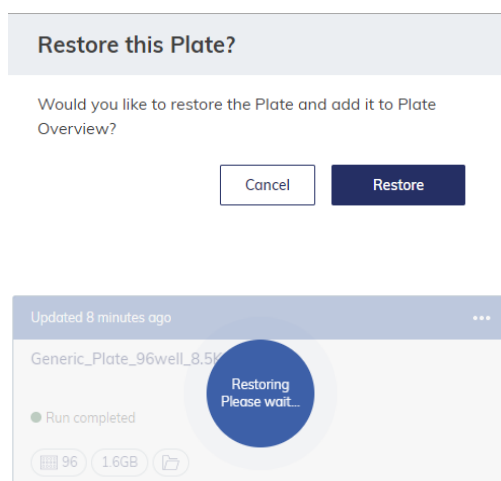 Restore this Plate?
Would you like to restore the Plate and add it to Plate
Overview?
Cancel
Restore
Updated 8 minutes ago
Generic_Plate_96well_8.5K
Restoring
Please wait...
Run completed
96
1.6GB